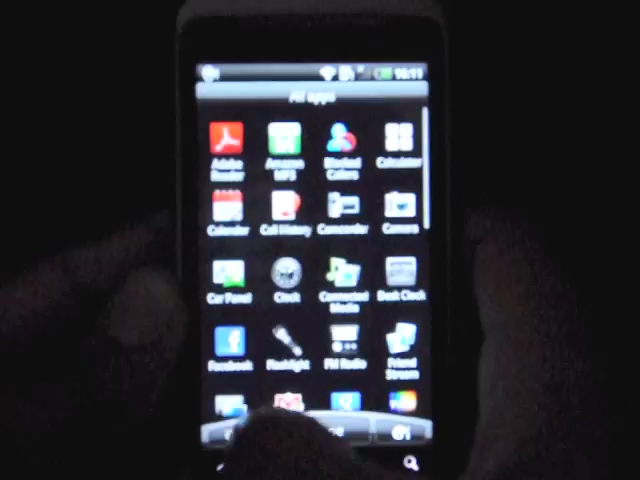 10:11
All apps
Adobe Reader
Amazon MP3
Blocked Callers
Calculator
Calendar
Call History
Camcorder
Camera
Car Panel
Clock
Connected Media
Desk Clock
Facebook
Flashlight
FM Radio
Friend Stream